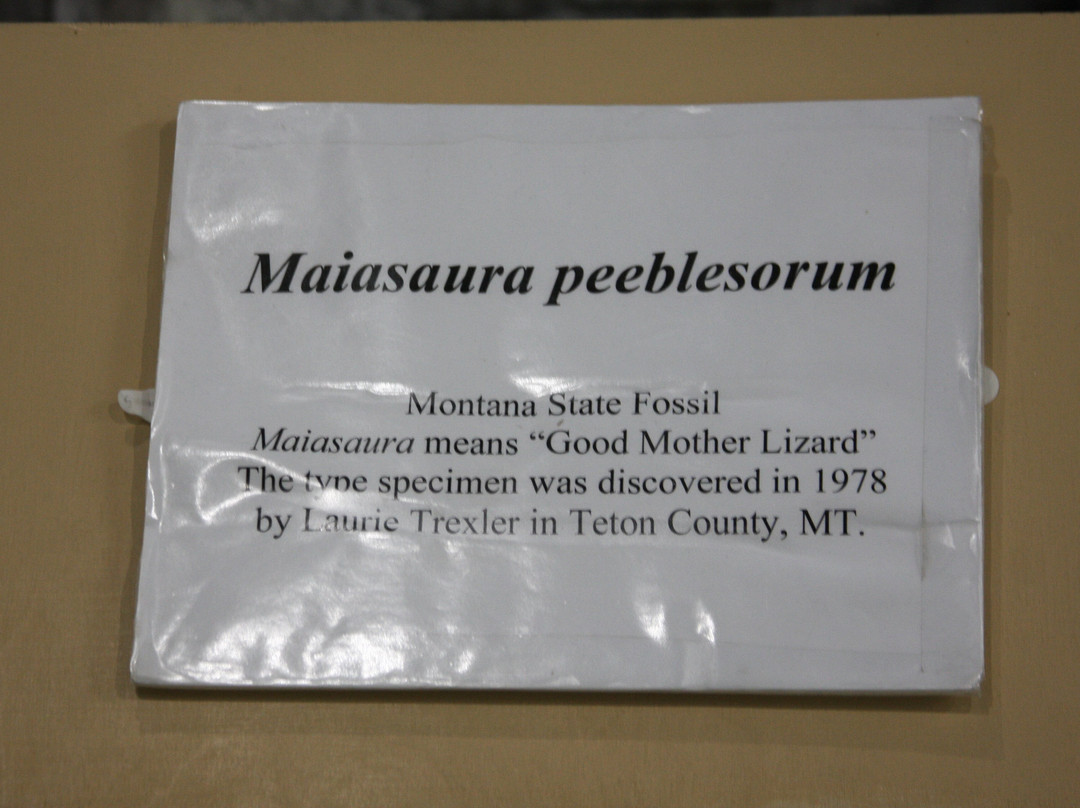 Maiasaura peeblesorum
Montana State Fossil
Maiasaura means “Good Mother Lizard”
The type specimen was discovered in 1978
by Laurie Trexler in Teton County, MT.